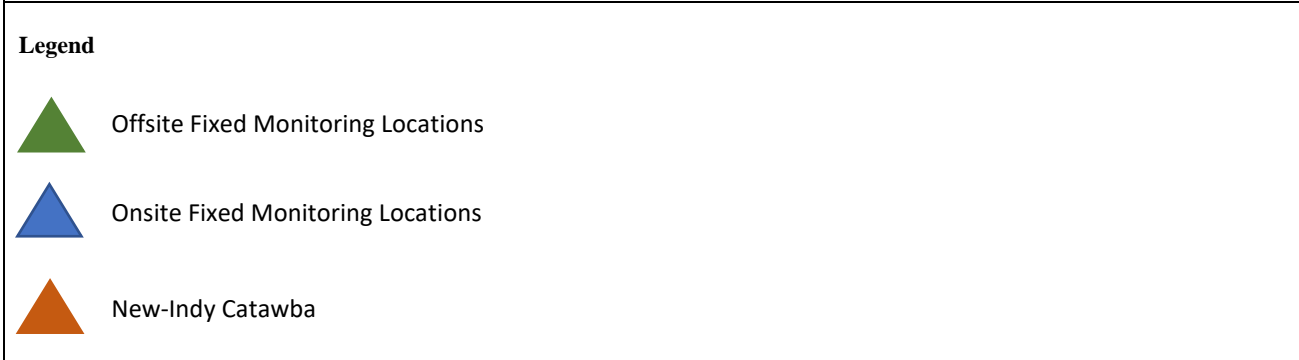 Legend
Offsite Fixed Monitoring Locations
Onsite Fixed Monitoring Locations
New-Indy Catawba